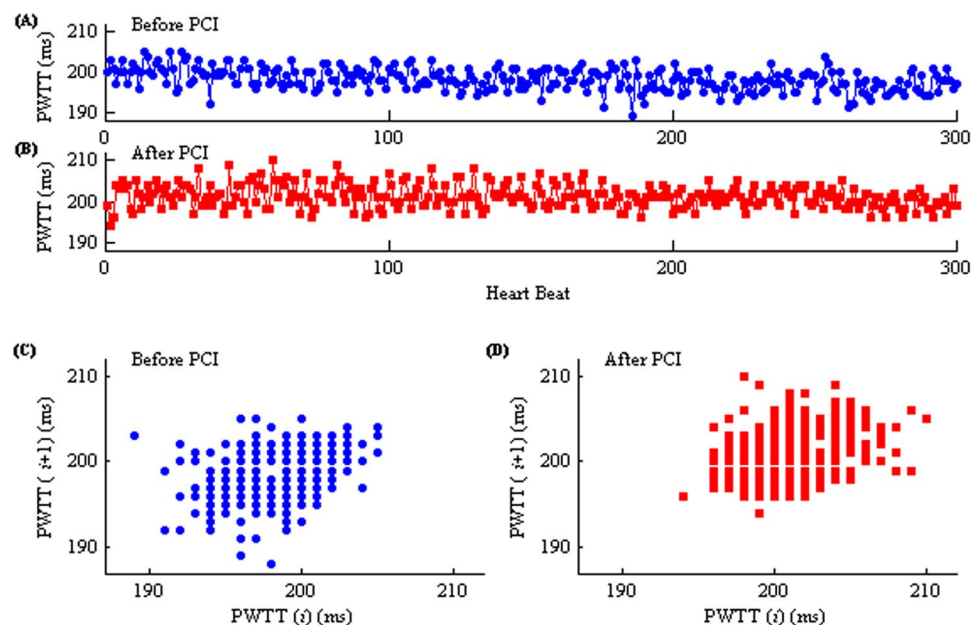 (A) Before PCI
PWTT (ms)
200
190
0 100 200 300
(B) After PCI
PWTT (ms)
210
200
190
0 100 200 300
Heart Beat
(C) Before PCI
PWTT ( i+1) (ms)
210
200
190
190 200 210
PWTT (i) (ms)
(D) After PCI
PWTT ( i+1) (ms)
210
200
190
190 200 210
PWTT (i) (ms)